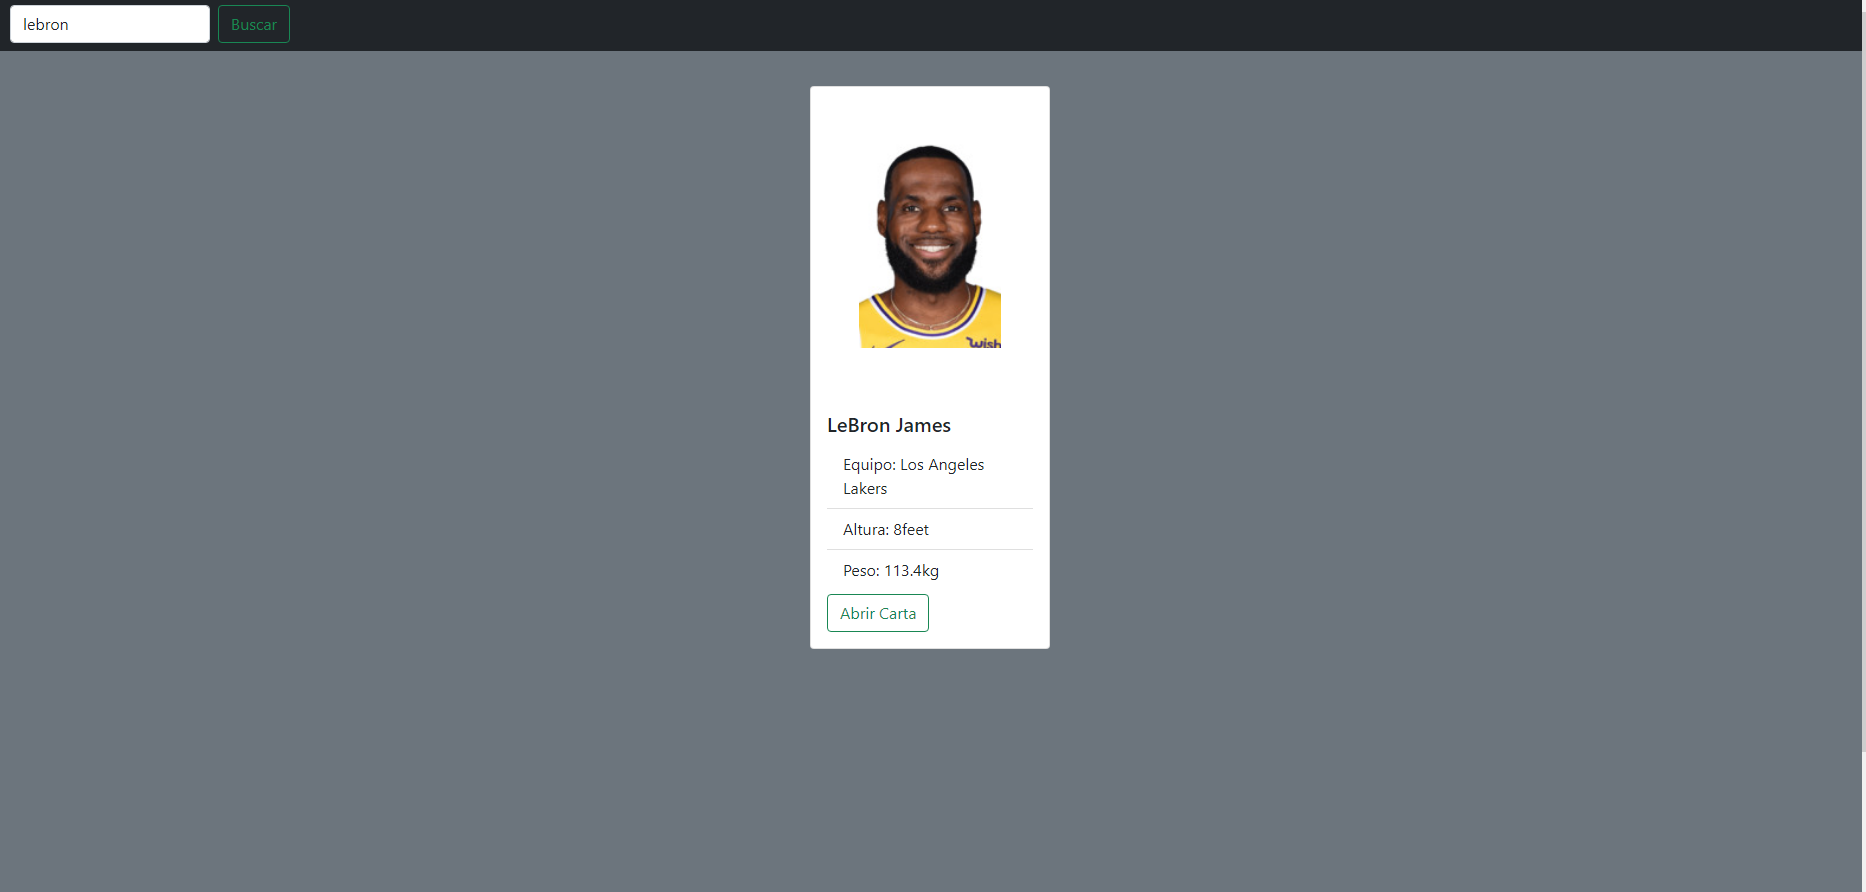 lebron
Buscar
wish
LeBron James
Equipo: Los Angeles
Lakers
Altura: 8feet
Peso: 113.4kg
Abrir Carta